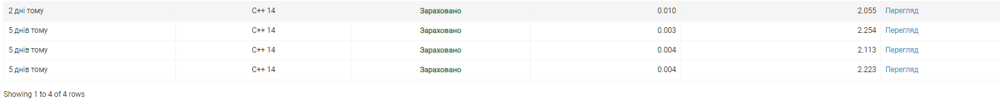 2 дні тому C++ 14 Зараховано 0.010 2.055 Перегляд
5 днів тому C++ 14 Зараховано 0.003 2.254 Перегляд
5 днів тому C++ 14 Зараховано 0.004 2.113 Перегляд
5 днів тому C++ 14 Зараховано 0.004 2.223 Перегляд
Showing 1 to 4 of 4 rows